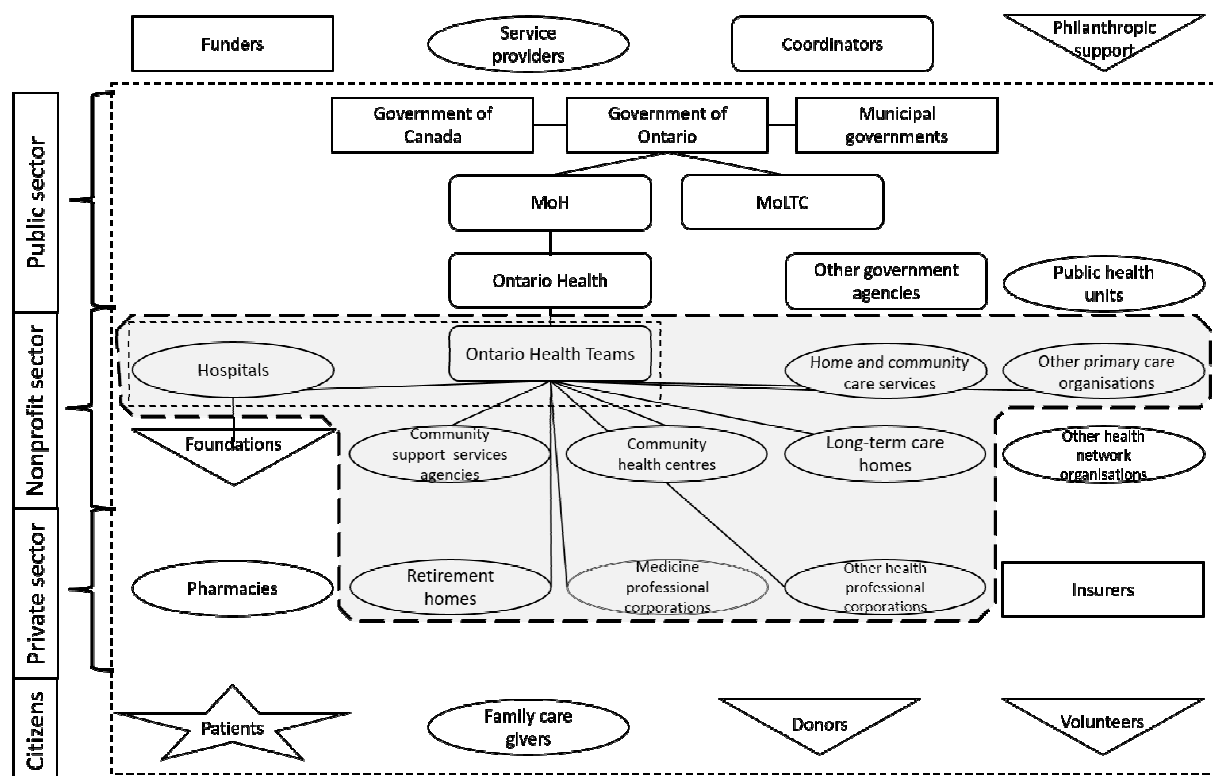 Funders
Service
providers
Coordinators
Philanthropic
support
Public sector
Government of
Canada
Government of
Ontario
Municipal
governments
MoH
MoLTC
Ontario Health
Other government
agencies
Public health
units
Nonprofit sector
Hospitals
Ontario Health Teams
Home and community
care services
Other primary care
organisations
Foundations
Community
support services
agencies
Community
health centres
Long-term care
homes
Other health
network
organisations
Private sector
Pharmacies
Retirement
homes
Medicine
professional
corporations
Other health
professional
corporations
Insurers
Citizens
Patients
Family care
givers
Donors
Volunteers